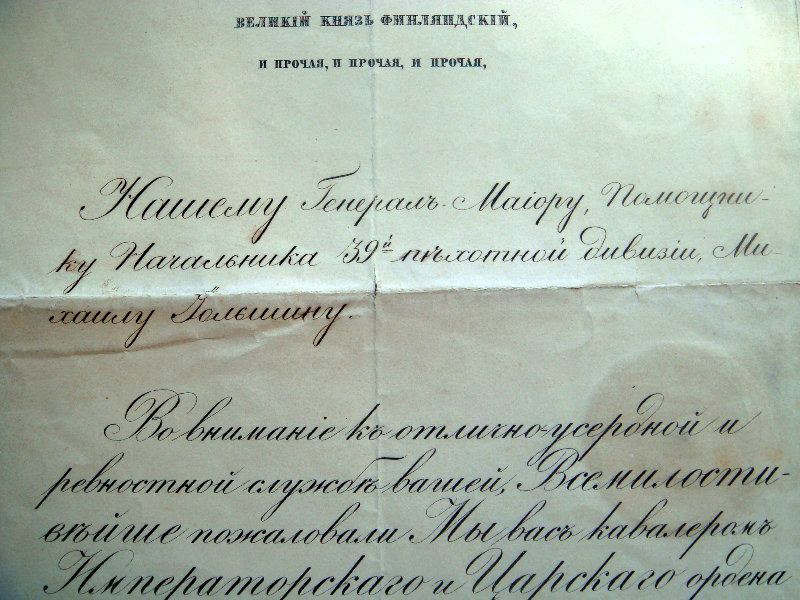 ВЕЛИКІЙ КНЯЗЬ ФИНЛЯНДСКІЙ,
И ПРОЧАЯ, И ПРОЧАЯ, И ПРОЧАЯ,
Нашему Генералъ-Маіору, Помощни-
ку Начальника 39й пѣхотной дивизіи, Ми-
хаилу
Во вниманіе къ отлично-усердной и
ревностной службѣ вашей, Всемилости-
вѣйше пожаловали Мы васъ кавалеромъ
Императорскаго и Царскаго ордена